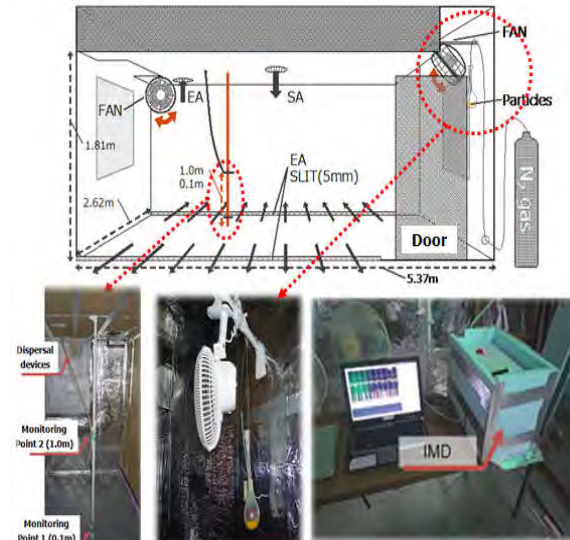 FAN
FAN
EA
SA
Particles
1.81m
1.0m
0.1m
EA
SLIT(5mm)
N₂ gas
2.62m
Door
5.37m
Dispersal
devices
Monitoring
Point 2 (1.0m)
Monitoring
Point 1 (0.1m)
IMD